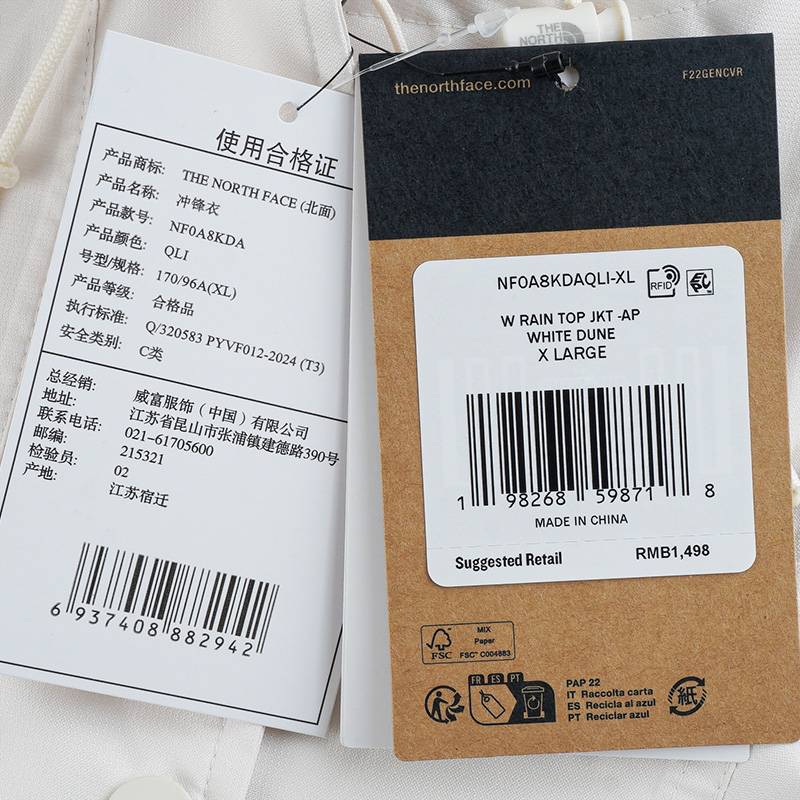 使用合格证
产品商标: THE NORTH FACE (北面)
产品名称: 冲锋衣
产品款号: NF0A8KDA
产品颜色: QLI
号型/规格: 170/96A(XL)
产品等级: 合格品
执行标准: Q/320583 PYVF012-2024 (T3)
安全类别: C类
总经销: 威富服饰（中国）有限公司
地址: 江苏省昆山市张浦镇建德路390号
联系电话: 021-61705600
邮编: 215321
检验员: 02
产地: 江苏宿迁
6 937408 882942
THE
NORTH
thenorthface.com
F22GENCVR
NF0A8KDAQLI-XL
RFID
W RAIN TOP JKT -AP
WHITE DUNE
X LARGE
1 98268 59871 8
MADE IN CHINA
Suggested Retail RMB1,498
FSC
MIX
Paper
FSC™ C004883
FR ES PT
PAP 22
IT Raccolta carta
ES Recicla al azul
PT Reciclar azul
紙